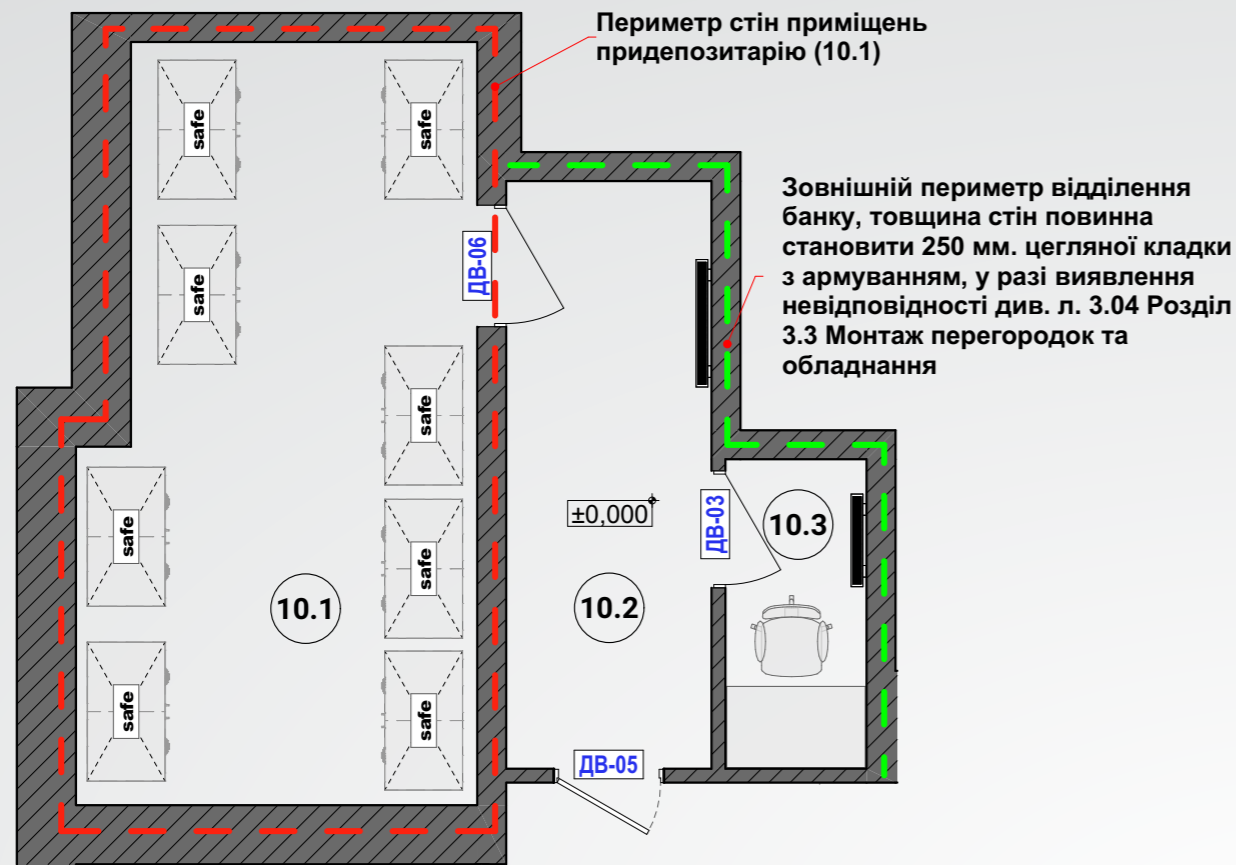 Периметр стін приміщень
придепозитарію (10.1)
safe
safe
Зовнішній периметр відділення
банку, товщина стін повинна
становити 250 мм. цегляної кладки
з армуванням, у разі виявлення
невідповідності див. л. 3.04 Розділ
3.3 Монтаж перегородок та
обладнання
ДВ-06
safe
safe
±0,000
ДВ-03
10.3
safe
safe
10.1
10.2
safe
safe
ДВ-05